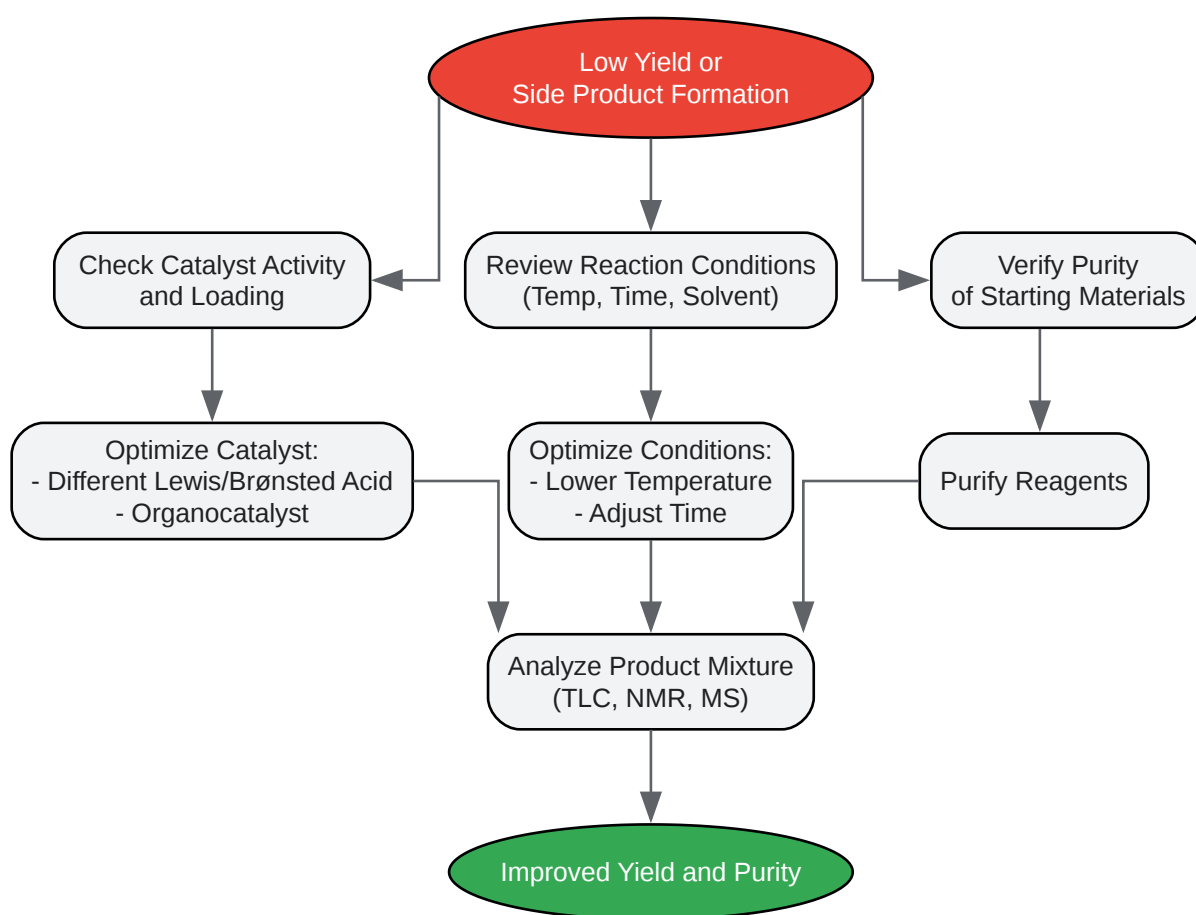 Low Yield or
Side Product Formation
Check Catalyst Activity
and Loading
Review Reaction Conditions
(Temp, Time, Solvent)
Verify Purity
of Starting Materials
Optimize Catalyst:
- Different Lewis/Brønsted Acid
- Organocatalyst
Optimize Conditions:
- Lower Temperature
- Adjust Time
Purify Reagents
Analyze Product Mixture
(TLC, NMR, MS)
Improved Yield and Purity